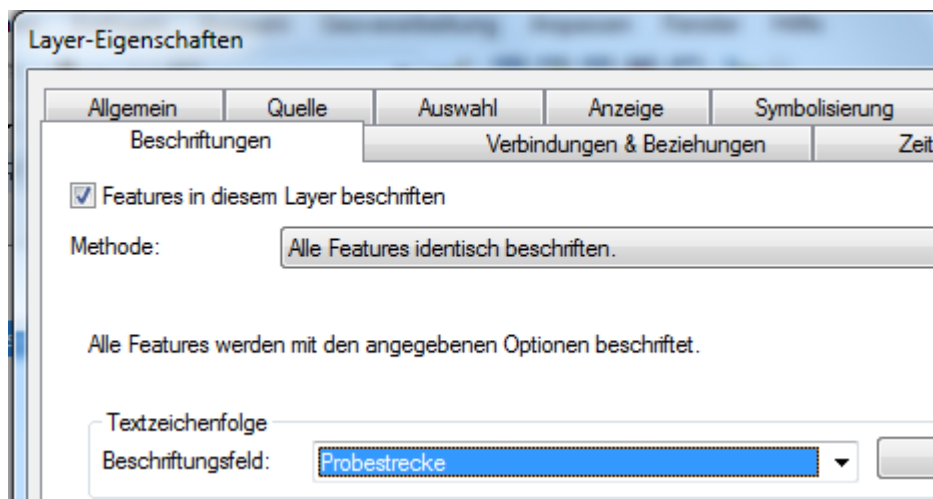 Layer-Eigenschaften
Allgemein Quelle Auswahl Anzeige Symbolisierung
Beschriftungen Verbindungen & Beziehungen Zeit
Features in diesem Layer beschriften
Methode: Alle Features identisch beschriften.
Alle Features werden mit den angegebenen Optionen beschriftet.
Textzeichenfolge
Beschriftungsfeld: Probestrecke